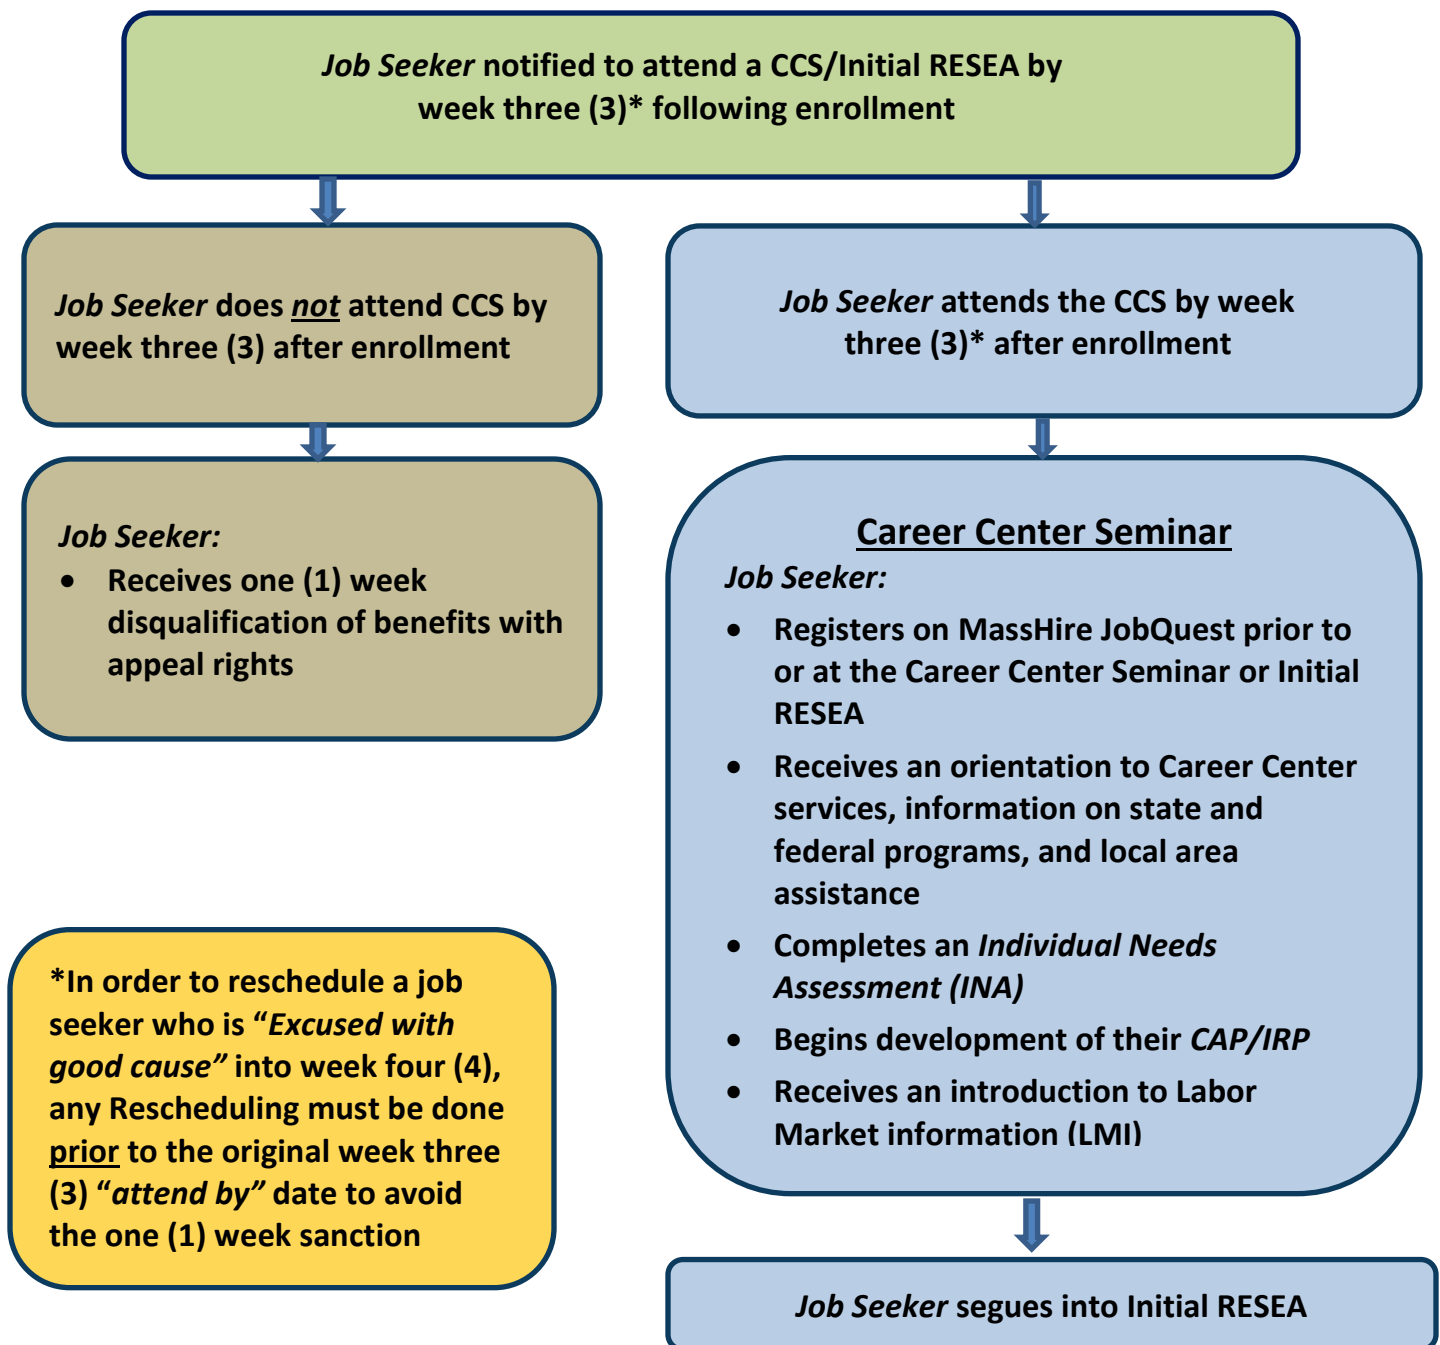 Job Seeker notified to attend a CCS/Initial RESEA by
week three (3)* following enrollment
Job Seeker does not attend CCS by
week three (3) after enrollment
Job Seeker attends the CCS by week
three (3)* after enrollment
Job Seeker:
• Receives one (1) week
disqualification of benefits with
appeal rights
Career Center Seminar
Job Seeker:
• Registers on MassHire JobQuest prior to
or at the Career Center Seminar or Initial
RESEA
• Receives an orientation to Career Center
services, information on state and
federal programs, and local area
assistance
• Completes an Individual Needs
Assessment (INA)
• Begins development of their CAP/IRP
• Receives an introduction to Labor
Market information (LMI)
*In order to reschedule a job
seeker who is “Excused with
good cause” into week four (4),
any Rescheduling must be done
prior to the original week three
(3) “attend by” date to avoid
the one (1) week sanction
Job Seeker segues into Initial RESEA